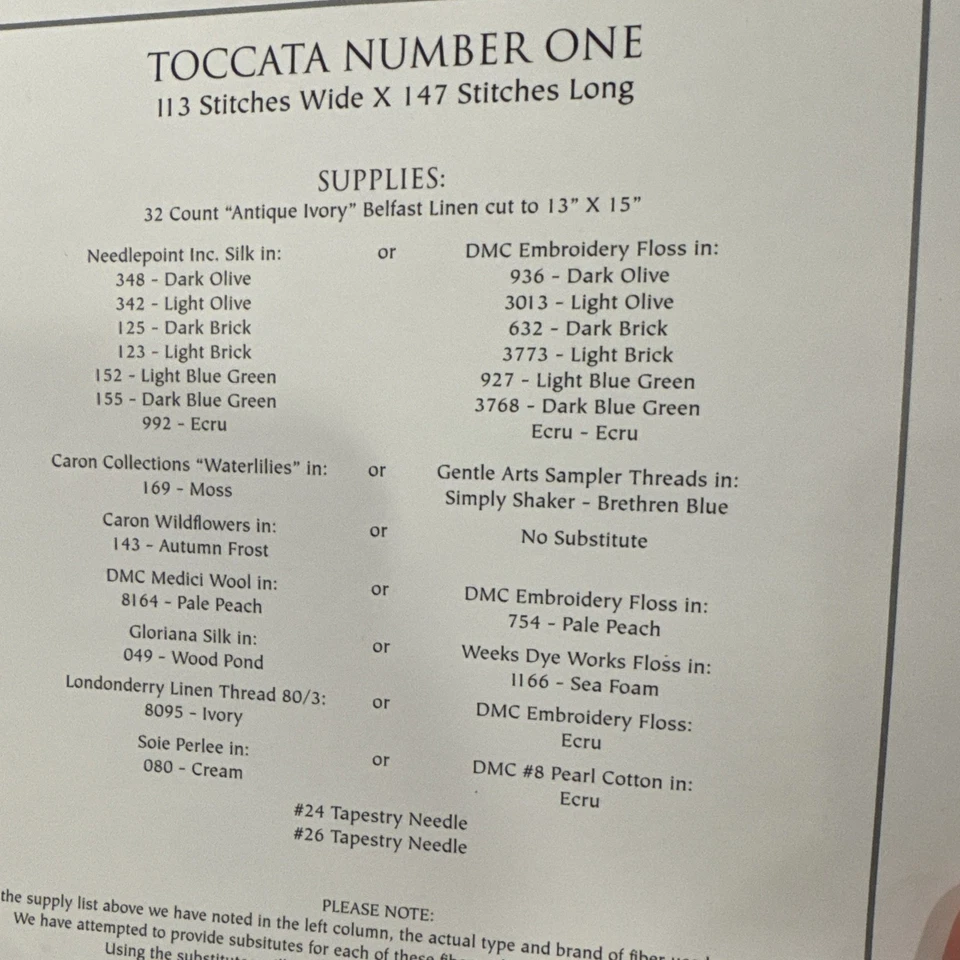 TOCCATA NUMBER ONE
113 Stitches Wide X 147 Stitches Long
SUPPLIES:
32 Count “Antique Ivory” Belfast Linen cut to 13” X 15”
Needlepoint Inc. Silk in:
348 - Dark Olive
342 - Light Olive
125 - Dark Brick
123 - Light Brick
152 - Light Blue Green
155 - Dark Blue Green
992 - Ecru
or
DMC Embroidery Floss in:
936 - Dark Olive
3013 - Light Olive
632 - Dark Brick
3773 - Light Brick
927 - Light Blue Green
3768 - Dark Blue Green
Ecru - Ecru
Caron Collections “Waterlilies” in:
169 - Moss
or
Gentle Arts Sampler Threads in:
Simply Shaker - Brethren Blue
Caron Wildflowers in:
143 - Autumn Frost
or
No Substitute
DMC Medici Wool in:
8164 - Pale Peach
or
DMC Embroidery Floss in:
754 - Pale Peach
Gloriana Silk in:
049 - Wood Pond
or
Weeks Dye Works Floss in:
1166 - Sea Foam
Londonderry Linen Thread 80/3:
8095 - Ivory
or
DMC Embroidery Floss:
Ecru
Soie Perlee in:
080 - Cream
or
DMC #8 Pearl Cotton in:
Ecru
#24 Tapestry Needle
#26 Tapestry Needle
PLEASE NOTE:
the supply list above we have noted in the left column, the actual type and brand of fiber
We have attempted to provide subsitutes for each of these
Using the